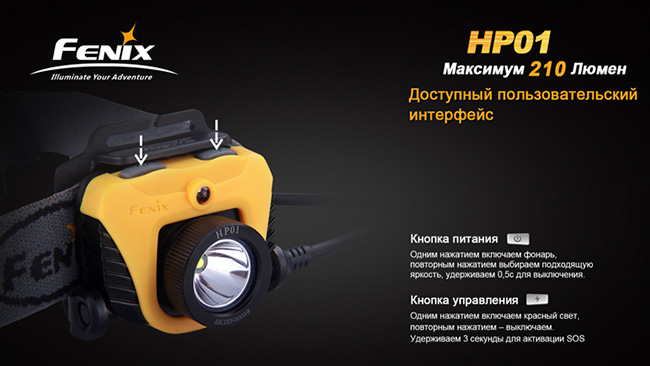 FENIX
Illuminate Your Adventure
HP01
Максимум 210 Люмен
Доступный пользовательский
интерфейс
FENIX
HP01
FENIX
Кнопка питания
Одним нажатием включаем фонарь,
повторным нажатием выбираем подходящую
яркость, удерживаем 0,5с для выключения.
Кнопка управления
Одним нажатием включаем красный свет,
повторным нажатием – выключаем.
Удерживаем 3 секунды для активации SOS